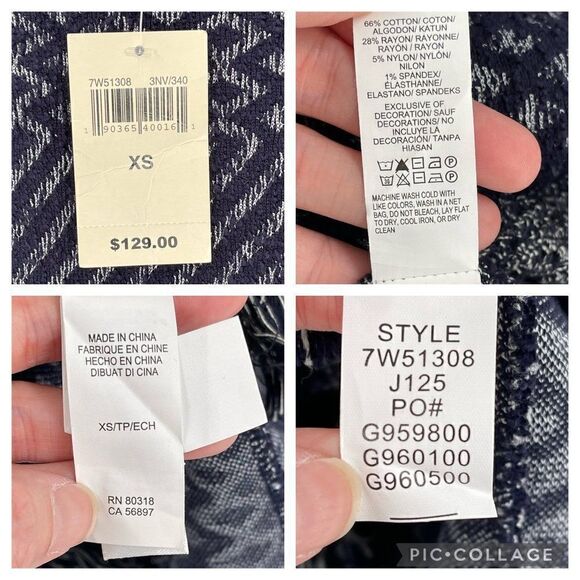 7W51308 3NV/340
1 90365 40016 1
XS
$129.00
66% COTTON/ COTON/
ALGODON / KATUN
28% RAYON/ RAYONNE/
RAYÓN / RAYON
5% NYLON/ NYLÓN/
NILON
1% SPANDEX/
ÉLASTHANNE/
ELASTANO/ SPANDEKS
EXCLUSIVE OF
DECORATION/ SAUF
DECORATIONS / NO
INCLUYE LA
DECORACIÓN/ TANPA
HIASAN
MACHINE WASH COLD WITH
LIKE COLORS, WASH IN A NET
BAG, DO NOT BLEACH, LAY FLAT
TO DRY, COOL IRON, OR DRY
CLEAN
MADE IN CHINA
FABRIQUE EN CHINE
HECHO EN CHINA
DIBUAT DI CINA
XS/TP/ECH
RN 80318
CA 56897
STYLE
7W51308
J125
PO#
G959800
G960100
G960500
PIC•COLLAGE